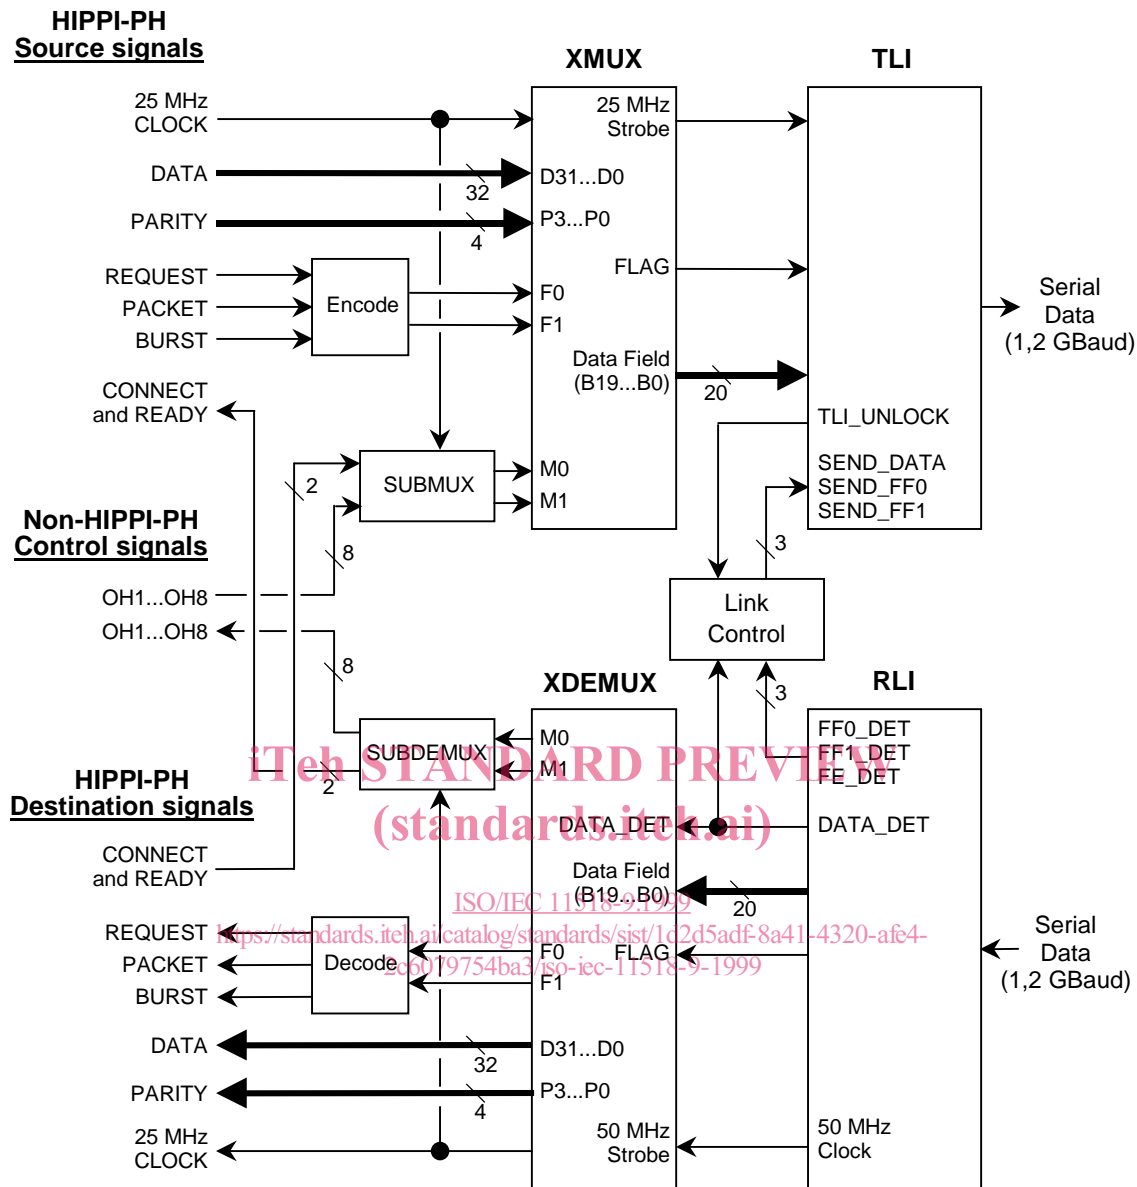 HIPPI-PH
Source signals
XMUX
TLI
25 MHz
CLOCK
25 MHz
Strobe
DATA
32
D31...D0
PARITY
4
P3...P0
REQUEST
PACKET
BURST
Encode
F0
F1
FLAG
Serial
Data
(1,2 GBaud)
Data Field
(B19...B0)
20
CONNECT
and READY
TLI_UNLOCK
2
SUBMUX
M0
M1
SEND_DATA
SEND_FF0
SEND_FF1
Non-HIPPI-PH
Control signals
8
3
OH1...OH8
OH1...OH8
Link
Control
8
XDEMUX
3
RLI
SUBDEMUX
M0
M1
FF0_DET
FF1_DET
FE_DET
2
iTeh STANDARD PREVIEW
(standards.iteh.ai)
HIPPI-PH
Destination signals
DATA_DET
DATA_DET
CONNECT
and READY
Data Field
(B19...B0)
20
ISO/IEC 11518-9:1999
https://standards.iteh.ai/catalog/standards/sist/1d2d5adf-8a41-4320-afe4-
2c6079754ba3/iso-iec-11518-9-1999
REQUEST
PACKET
BURST
Decode
F0
F1
FLAG
Serial
Data
(1,2 GBaud)
DATA
32
D31...D0
PARITY
4
P3...P0
25 MHz
CLOCK
50 MHz
Strobe
50 MHz
Clock